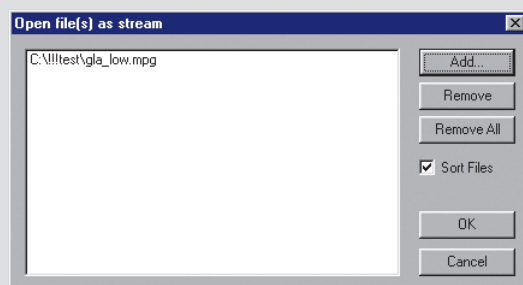 Open file(s) as stream
C:\!!!test\gla_low.mpg
Add...
Remove
Remove All
Sort Files
OK
Cancel